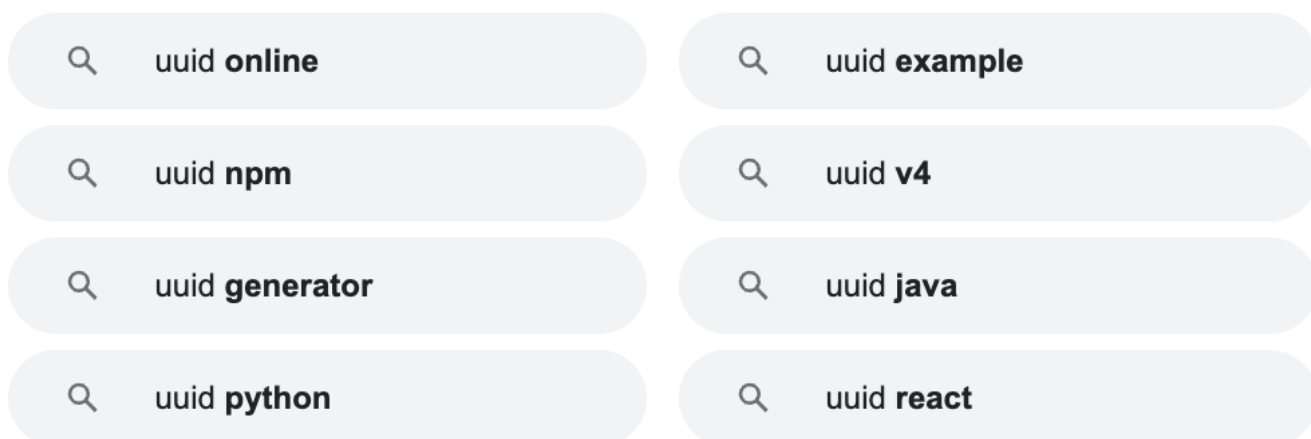 uuid online
uuid example
uuid npm
uuid v4
uuid generator
uuid java
uuid python
uuid react